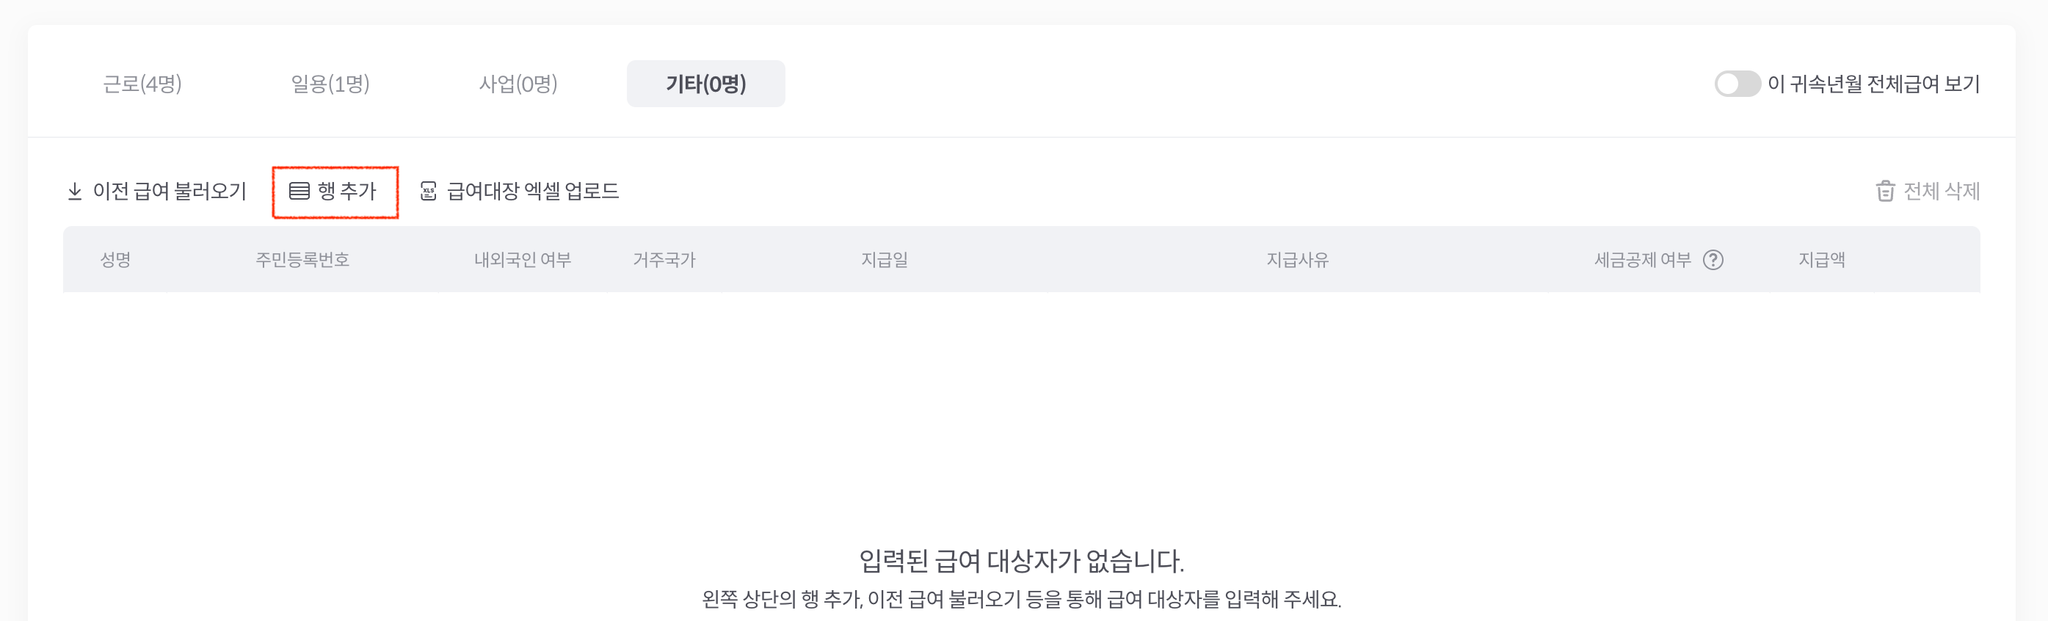 근로(4명) 일용(1명) 사업(0명) 기타(0명) 이 귀속년월 전체급여 보기
이전 급여 불러오기 행 추가 XLS 급여대장 엑셀 업로드 전체 삭제
성명 주민등록번호 내외국인 여부 거주국가 지급일 지급사유 세금공제 여부 ? 지급액
입력된 급여 대상자가 없습니다.
왼쪽 상단의 행 추가, 이전 급여 불러오기 등을 통해 급여 대상자를 입력해 주세요.